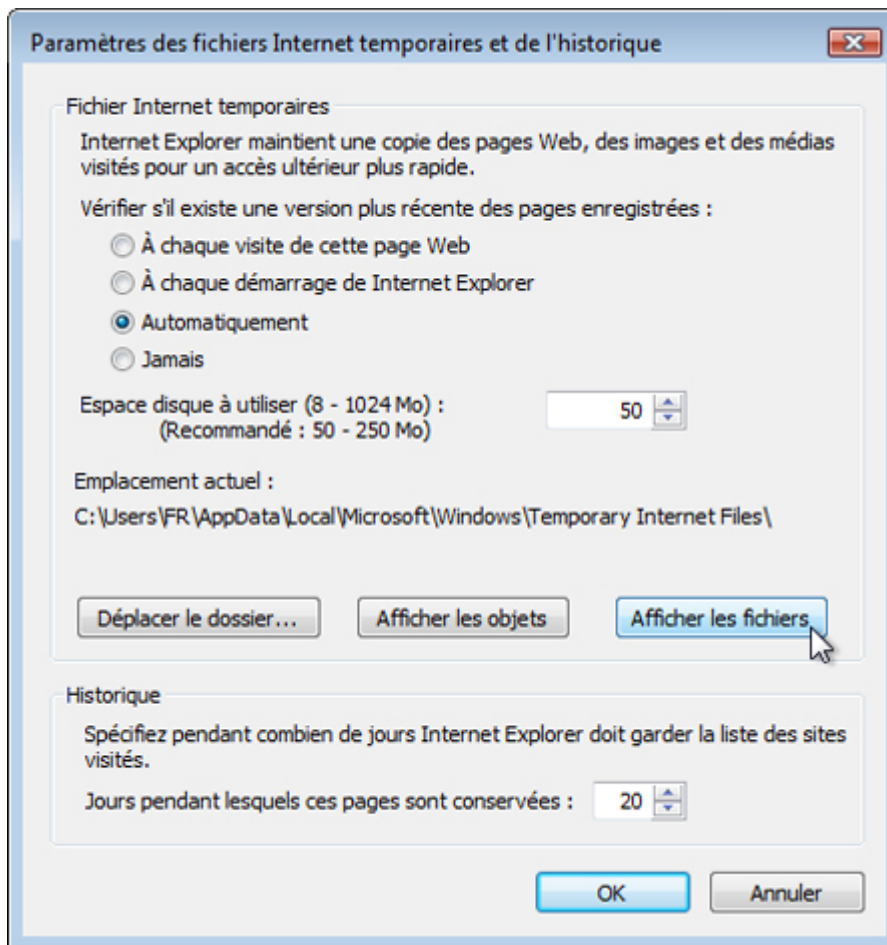 Paramètres des fichiers Internet temporaires et de l'historique
Fichier Internet temporaires
Internet Explorer maintient une copie des pages Web, des images et des médias
visités pour un accès ultérieur plus rapide.
Vérifier s'il existe une version plus récente des pages enregistrées :
À chaque visite de cette page Web
À chaque démarrage de Internet Explorer
Automatiquement
Jamais
Espace disque à utiliser (8 - 1024 Mo) : 50
(Recommandé : 50 - 250 Mo)
Emplacement actuel :
C:\Users\FR\AppData\Local\Microsoft\Windows\Temporary Internet Files\
Déplacer le dossier... Afficher les objets Afficher les fichiers
Historique
Spécifiez pendant combien de jours Internet Explorer doit garder la liste des sites
visités.
Jours pendant lesquels ces pages sont conservées : 20
OK Annuler